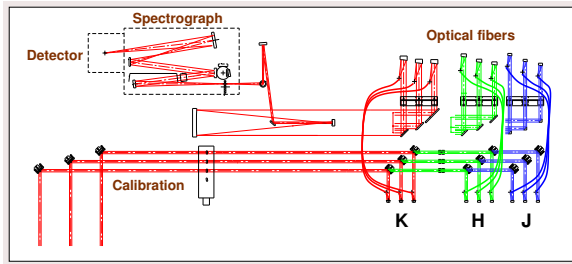 Spectrograph
Optical fibers
Detector
Calibration
K H J